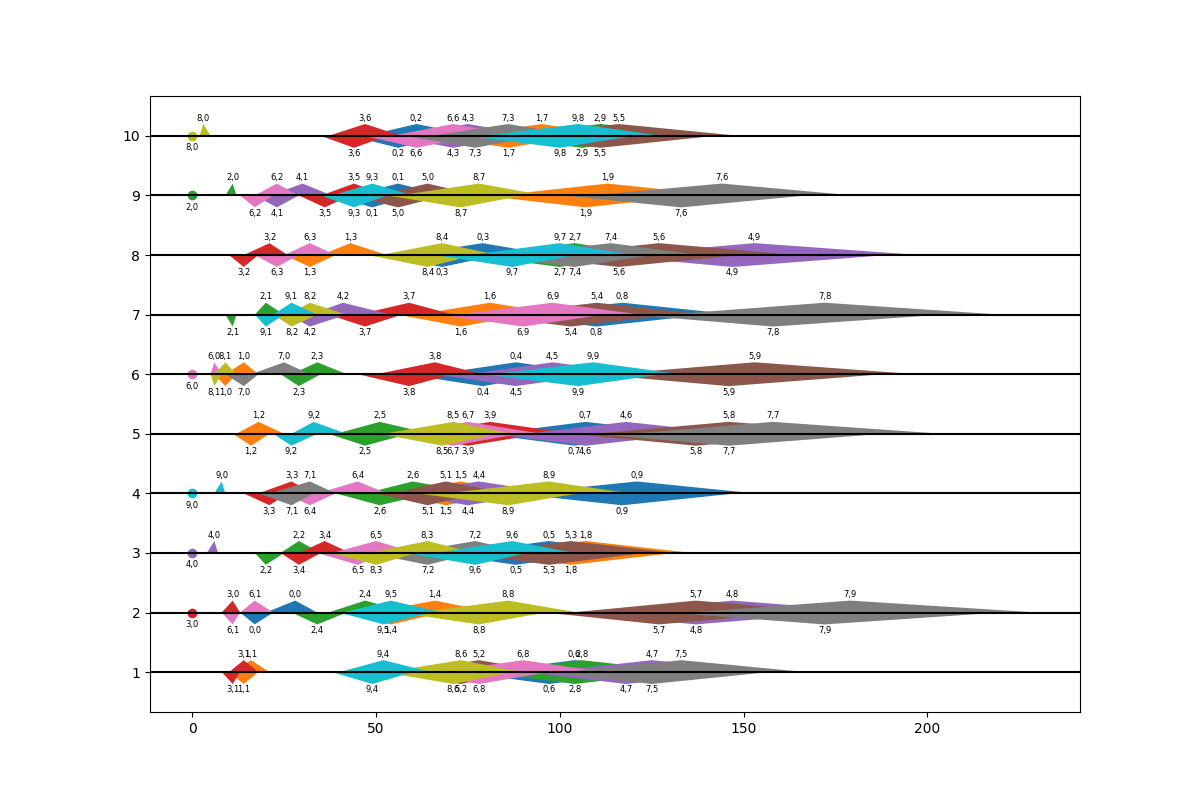 8,0 3,6 0,2 6,6 4,3 7,3 1,7 9,8 2,9 5,5
10
8,0 3,6 0,2 6,6 4,3 7,3 1,7 9,8 2,9 5,5
2,0 6,2 4,1 3,5 9,3 0,1 5,0 8,7 1,9 7,6
9
2,0 6,2 4,1 3,5 9,3 0,1 5,0 8,7 1,9 7,6
3,2 6,3 1,3 8,4 0,3 9,7 2,7 7,4 5,6 4,9
8
3,2 6,3 1,3 8,4 0,3 9,7 2,7 7,4 5,6 4,9
2,1 9,1 8,2 4,2 3,7 1,6 6,9 5,4 0,8 7,8
7
2,1 9,1 8,2 4,2 3,7 1,6 6,9 5,4 0,8 7,8
6,0 8,1 1,0 7,0 2,3 3,8 0,4 4,5 9,9 5,9
6
6,0 8,1 1,0 7,0 2,3 3,8 0,4 4,5 9,9 5,9
1,2 9,2 2,5 8,5 6,7 3,9 0,7 4,6 5,8 7,7
5
1,2 9,2 2,5 8,5 6,7 3,9 0,7 4,6 5,8 7,7
9,0 3,3 7,1 6,4 2,6 5,1 1,5 4,4 8,9 0,9
4
9,0 3,3 7,1 6,4 2,6 5,1 1,5 4,4 8,9 0,9
4,0 2,2 3,4 6,5 8,3 7,2 9,6 0,5 5,3 1,8
3
4,0 2,2 3,4 6,5 8,3 7,2 9,6 0,5 5,3 1,8
3,0 6,1 0,0 2,4 9,5 1,4 8,8 5,7 4,8 7,9
2
3,0 6,1 0,0 2,4 9,5 1,4 8,8 5,7 4,8 7,9
3,1 1,1 9,4 8,6 5,2 6,8 0,6 2,8 4,7 7,5
1
3,1 1,1 9,4 8,6 5,2 6,8 0,6 2,8 4,7 7,5
0 50 100 150 200